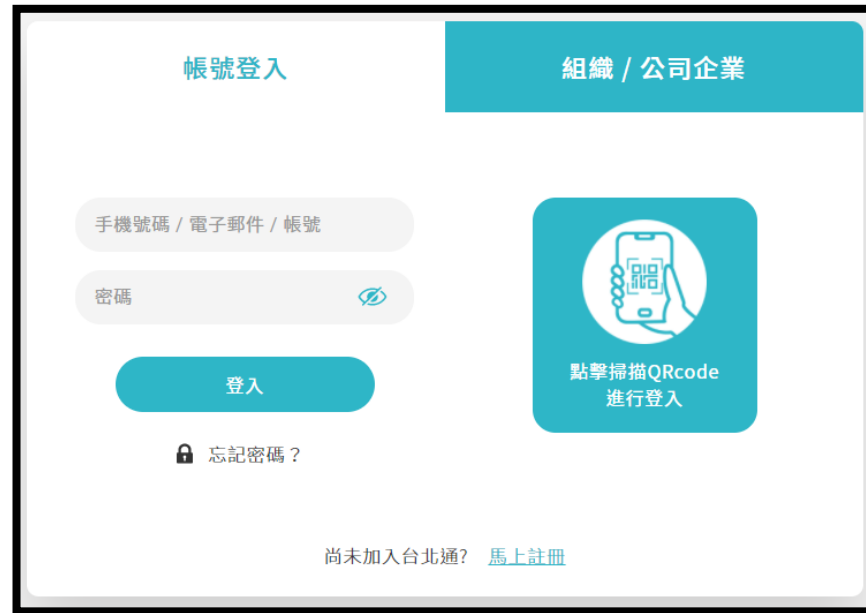 帳號登入
組織 / 公司企業
手機號碼 / 電子郵件 / 帳號
密碼
登入
忘記密碼？
點擊掃描QRcode
進行登入
尚未加入台北通? 馬上註冊